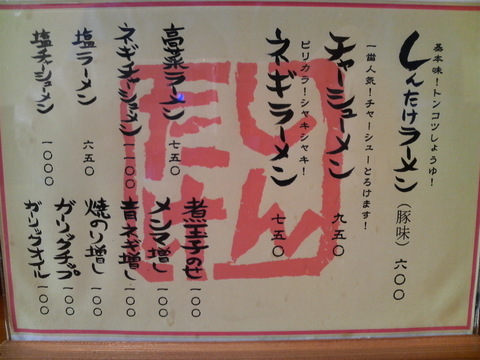 基本味！トンコツしょうゆ！
しんたけラーメン（豚味）六〇〇
一番人気！チャーシューとろけます！
チャーシューメン 九五〇
ピリカラ！シャキシャキ！
ネギラーメン 七五〇
高菜ラーメン 七五〇
ネギチャーシューメン 一一〇〇
塩ラーメン 六五〇
塩チャーシューメン 一〇〇〇
煮玉子のせ 一〇〇
メンマ増し 一〇〇
青ネギ増し 一〇〇
焼のり増し 一〇〇
ガーリックチップ 一〇〇
ガーリックオイル 一〇〇
しんたけ